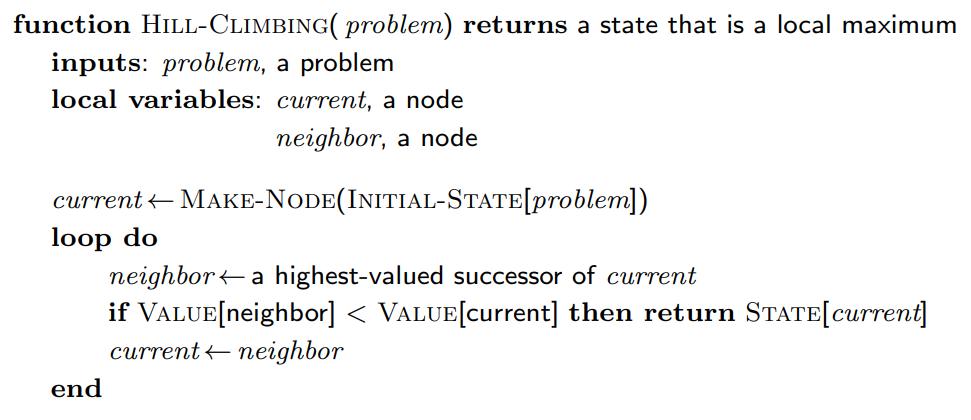 function HILL-CLIMBING( problem) returns a state that is a local maximum
inputs: problem, a problem
local variables: current, a node
neighbor, a node
current ← MAKE-NODE(INITIAL-STATE[problem])
loop do
neighbor ← a highest-valued successor of current
if VALUE[neighbor] < VALUE[current] then return STATE[current]
current ← neighbor
end